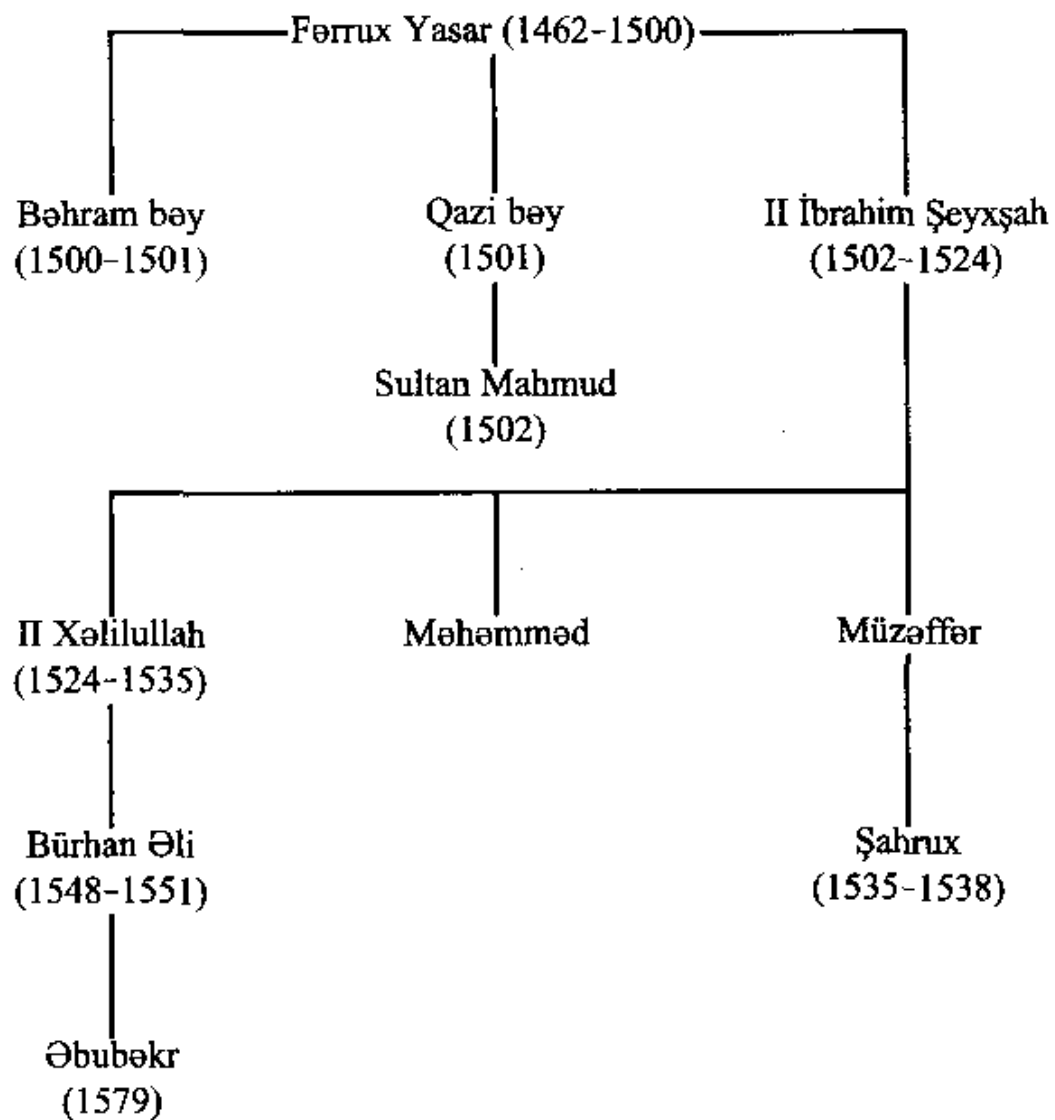 Fərrux Yasar (1462-1500)
Bəhram bəy
(1500-1501)
Qazi bəy
(1501)
II İbrahim Şeyxşah
(1502-1524)
Sultan Mahmud
(1502)
II Xəlilullah
(1524-1535)
Məhəmməd
Müzəffər
Bürhan Əli
(1548-1551)
Şahrux
(1535-1538)
Əbubəkr
(1579)